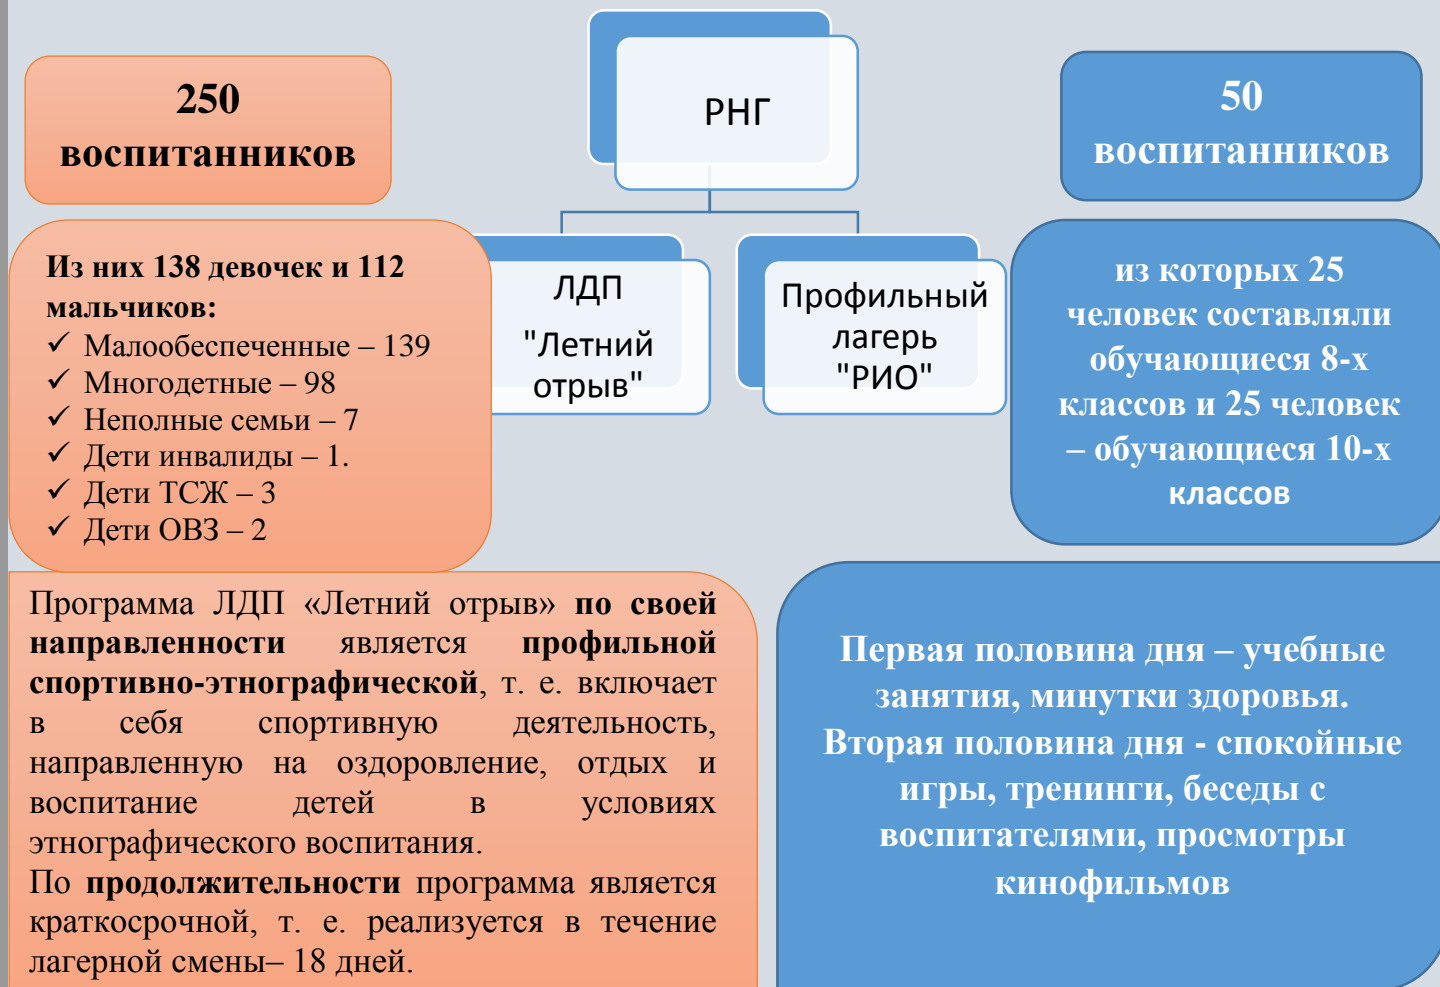 250
воспитанников
РНГ
50
воспитанников
Из них 138 девочек и 112
мальчиков:
✓ Малообеспеченные – 139
✓ Многодетные – 98
✓ Неполные семьи – 7
✓ Дети инвалиды – 1.
✓ Дети ТСЖ – 3
✓ Дети ОВЗ – 2
ЛДП
"Летний
отрыв"
Профильный
лагерь
"РИО"
из которых 25
человек составляли
обучающиеся 8-х
классов и 25 человек
– обучающиеся 10-х
классов
Программа ЛДП «Летний отрыв» по своей
направленности является профильной
спортивно-этнографической, т. е. включает
в себя спортивную деятельность,
направленную на оздоровление, отдых и
воспитание детей в условиях
этнографического воспитания.
По продолжительности программа является
краткосрочной, т. е. реализуется в течение
лагерной смены– 18 дней.
Первая половина дня – учебные
занятия, минутки здоровья.
Вторая половина дня - спокойные
игры, тренинги, беседы с
воспитателями, просмотры
кинофильмов